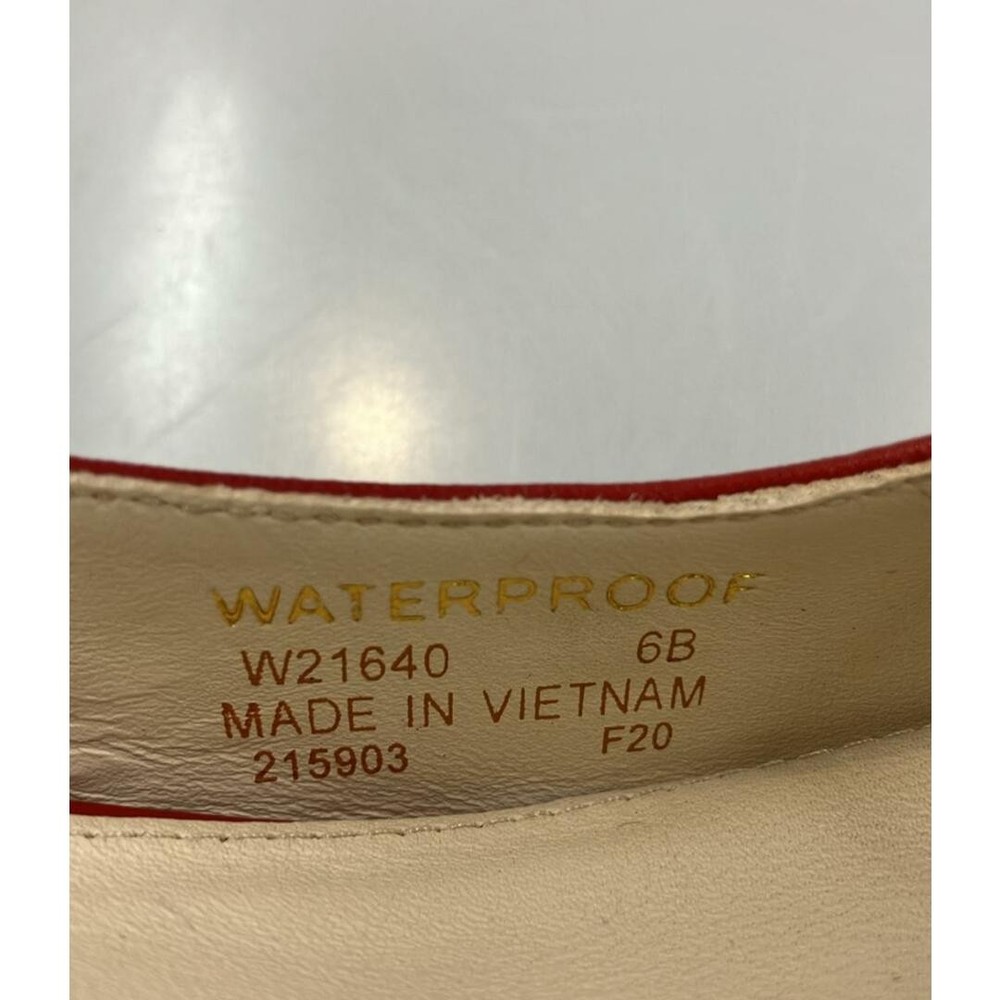 WATERPROOF
W21640 6B
MADE IN VIETNAM
215903 F20